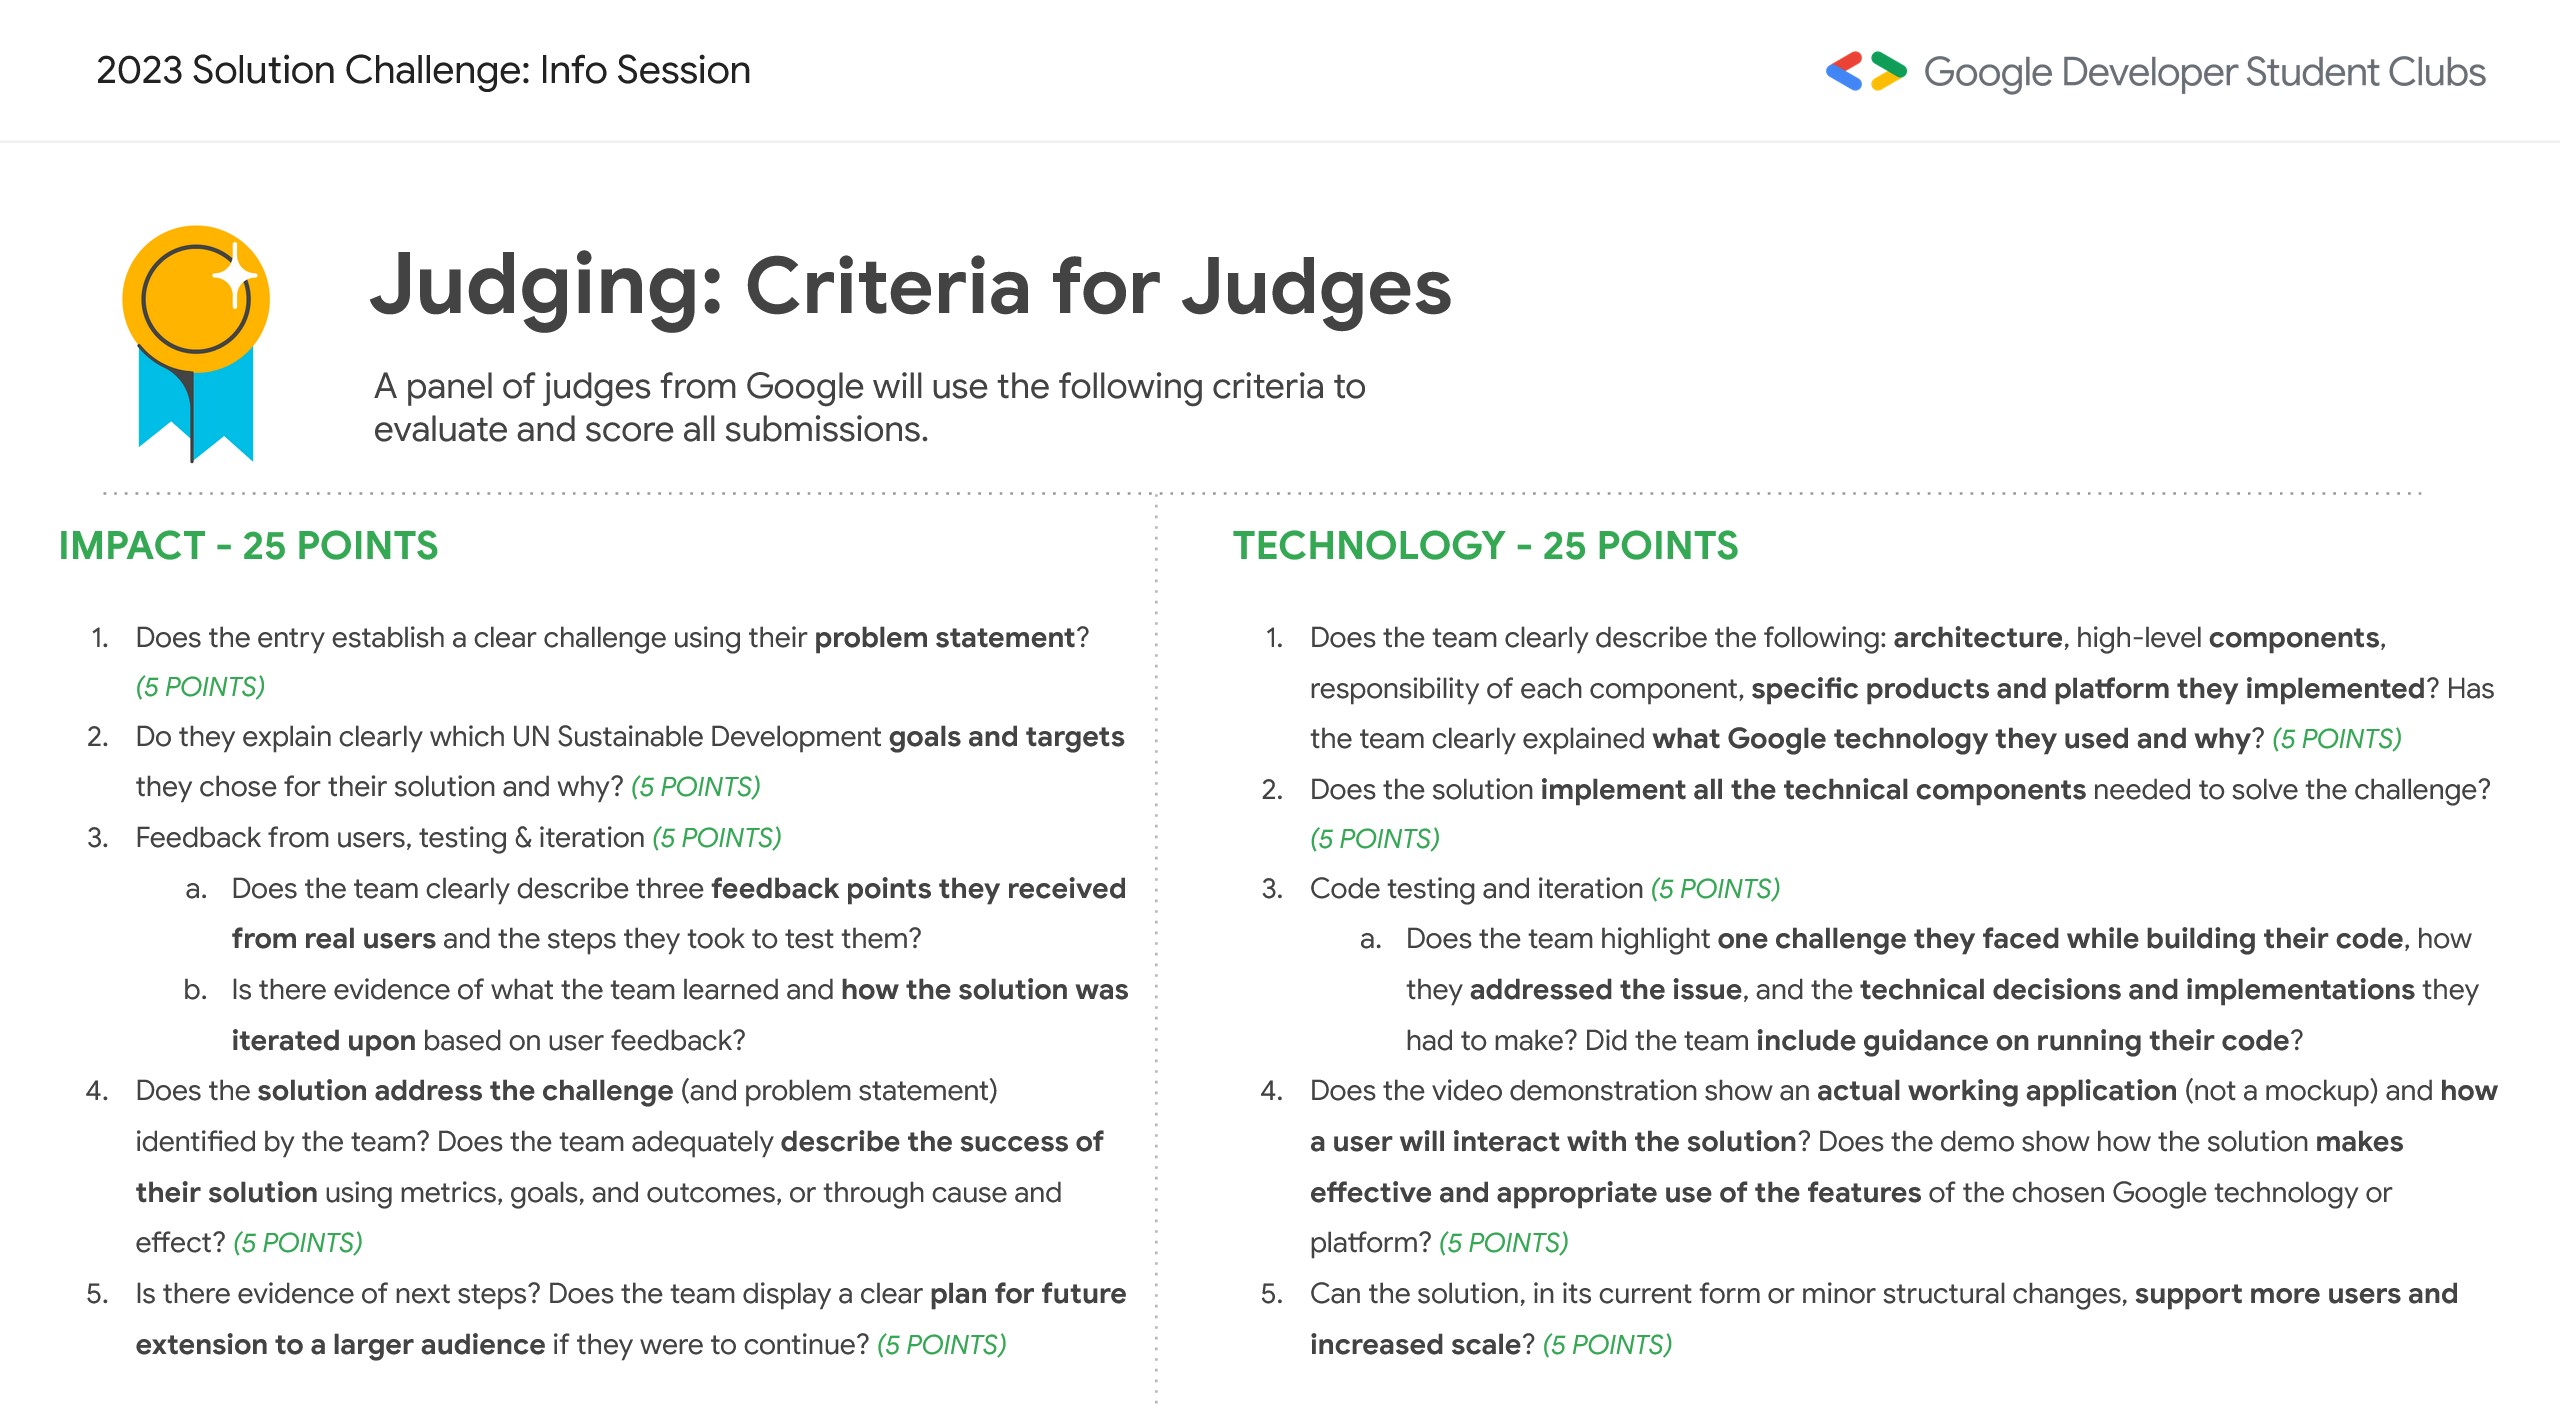 2023 Solution Challenge: Info Session
Google Developer Student Clubs
Judging: Criteria for Judges
A panel of judges from Google will use the following criteria to
evaluate and score all submissions.
IMPACT - 25 POINTS
1. Does the entry establish a clear challenge using their problem statement?
(5 POINTS)
2. Do they explain clearly which UN Sustainable Development goals and targets
they chose for their solution and why? (5 POINTS)
3. Feedback from users, testing & iteration (5 POINTS)
a. Does the team clearly describe three feedback points they received
from real users and the steps they took to test them?
b. Is there evidence of what the team learned and how the solution was
iterated upon based on user feedback?
4. Does the solution address the challenge (and problem statement)
identified by the team? Does the team adequately describe the success of
their solution using metrics, goals, and outcomes, or through cause and
effect? (5 POINTS)
5. Is there evidence of next steps? Does the team display a clear plan for future
extension to a larger audience if they were to continue? (5 POINTS)
TECHNOLOGY - 25 POINTS
1. Does the team clearly describe the following: architecture, high-level components,
responsibility of each component, specific products and platform they implemented? Has
the team clearly explained what Google technology they used and why? (5 POINTS)
2. Does the solution implement all the technical components needed to solve the challenge?
(5 POINTS)
3. Code testing and iteration (5 POINTS)
a. Does the team highlight one challenge they faced while building their code, how
they addressed the issue, and the technical decisions and implementations they
had to make? Did the team include guidance on running their code?
4. Does the video demonstration show an actual working application (not a mockup) and how
a user will interact with the solution? Does the demo show how the solution makes
effective and appropriate use of the features of the chosen Google technology or
platform? (5 POINTS)
5. Can the solution, in its current form or minor structural changes, support more users and
increased scale? (5 POINTS)